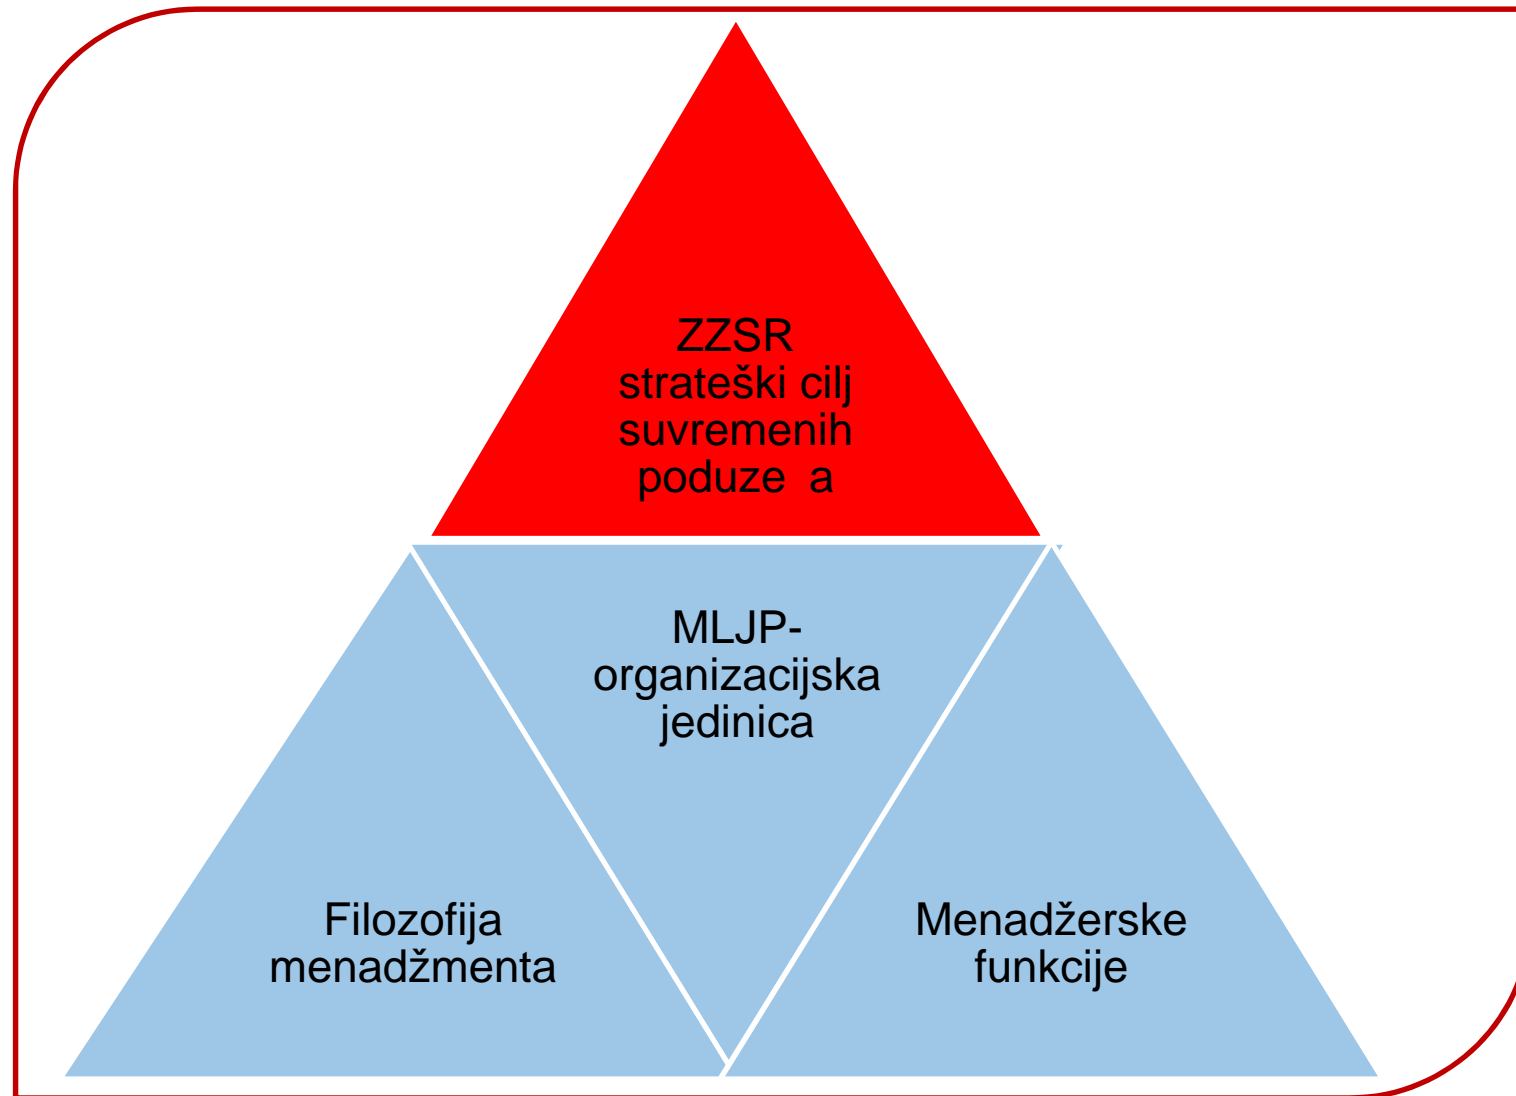 ZZSR
strateški cilj
suvremenih
poduze a
MLJP-
organizacijska
jedinica
Filozofija
menadžmenta
Menadžerske
funkcije